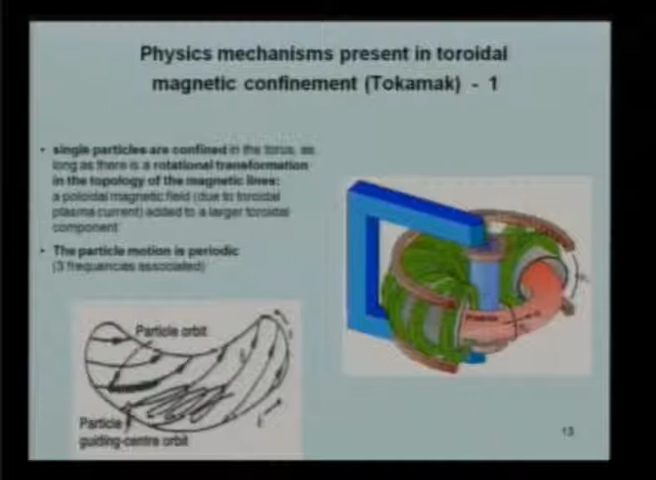 Physics mechanisms present in toroidal
magnetic confinement (Tokamak) - 1
• single particles are confined in the torus, as
long as there is a rotational transformation
in the topology of the magnetic lines:
a poloidal magnetic field (due to toroidal
plasma current) added to a larger toroidal
component
• The particle motion is periodic
(3 frequencies associated)
Particle orbit
Particle
guiding-centre orbit
13